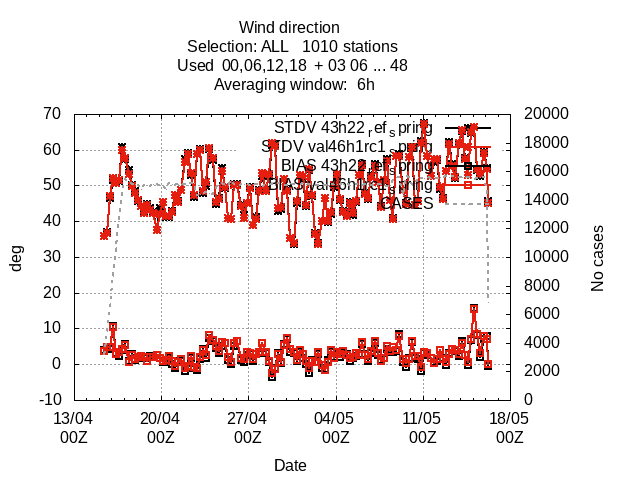 Wind direction
Selection: ALL 1010 stations
Used 00,06,12,18 + 03 06 ... 48
Averaging window: 6h
70
60
50
40
30
20
10
0
-10
deg
20000
18000
16000
14000
12000
10000
8000
6000
4000
2000
0
No cases
STDV 43h22_ref_spring
STDV val46h1rc1_spring
BIAS 43h22_ref_spring
BIAS val46h1rc1_spring
CASES
13/04 20/04 27/04 04/05 11/05 18/05
00Z 00Z 00Z 00Z 00Z 00Z
Date